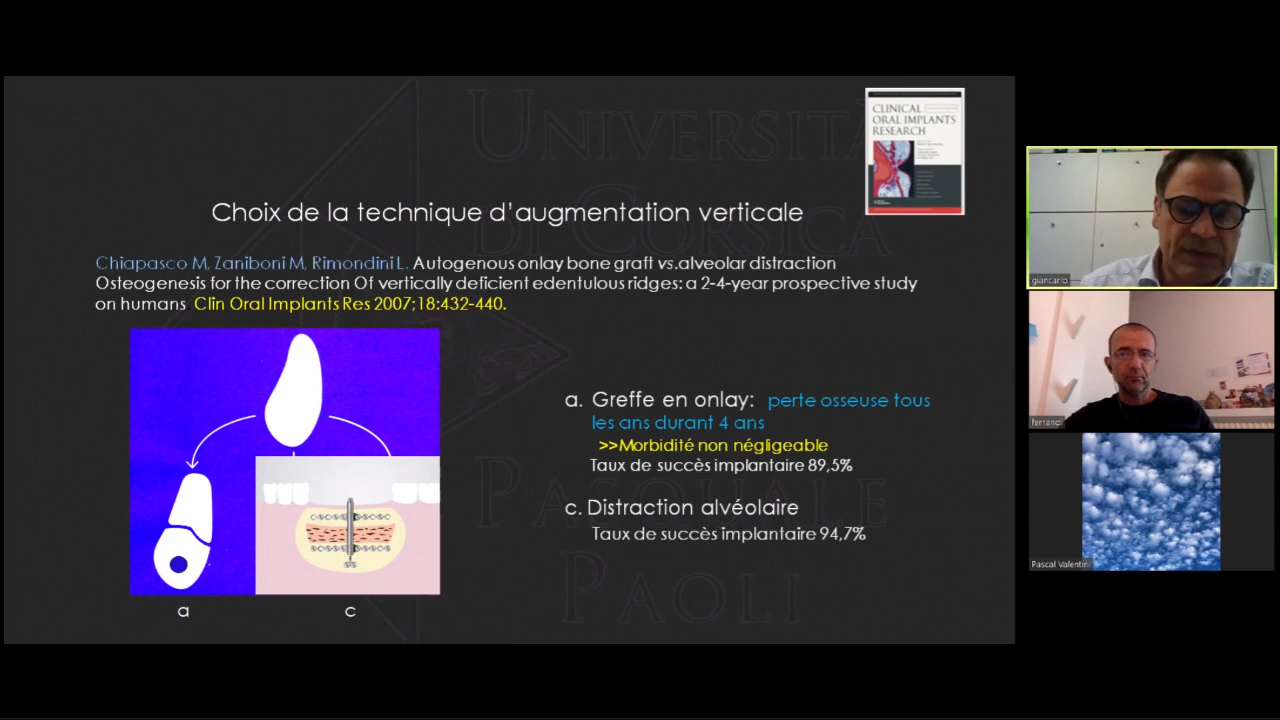 UNIVERSITÀ
DI CORSICA
PASQUALE
PAOLI
CLINICAL
ORAL IMPLANTS
RESEARCH
Choix de la technique d'augmentation verticale
Chiapasco M, Zaniboni M, Rimondini L. Autogenous onlay bone graft vs.alveolar distraction
Osteogenesis for the correction Of vertically deficient edentulous ridges: a 2-4-year prospective study
on humans Clin Oral Implants Res 2007;18:432-440.
a. Greffe en onlay: perte osseuse tous
les ans durant 4 ans
>>Morbidité non négligeable
Taux de succès implantaire 89,5%
c. Distraction alvéolaire
Taux de succès implantaire 94,7%
a
c
giancarlo
ferrandi
Pascal Valentini